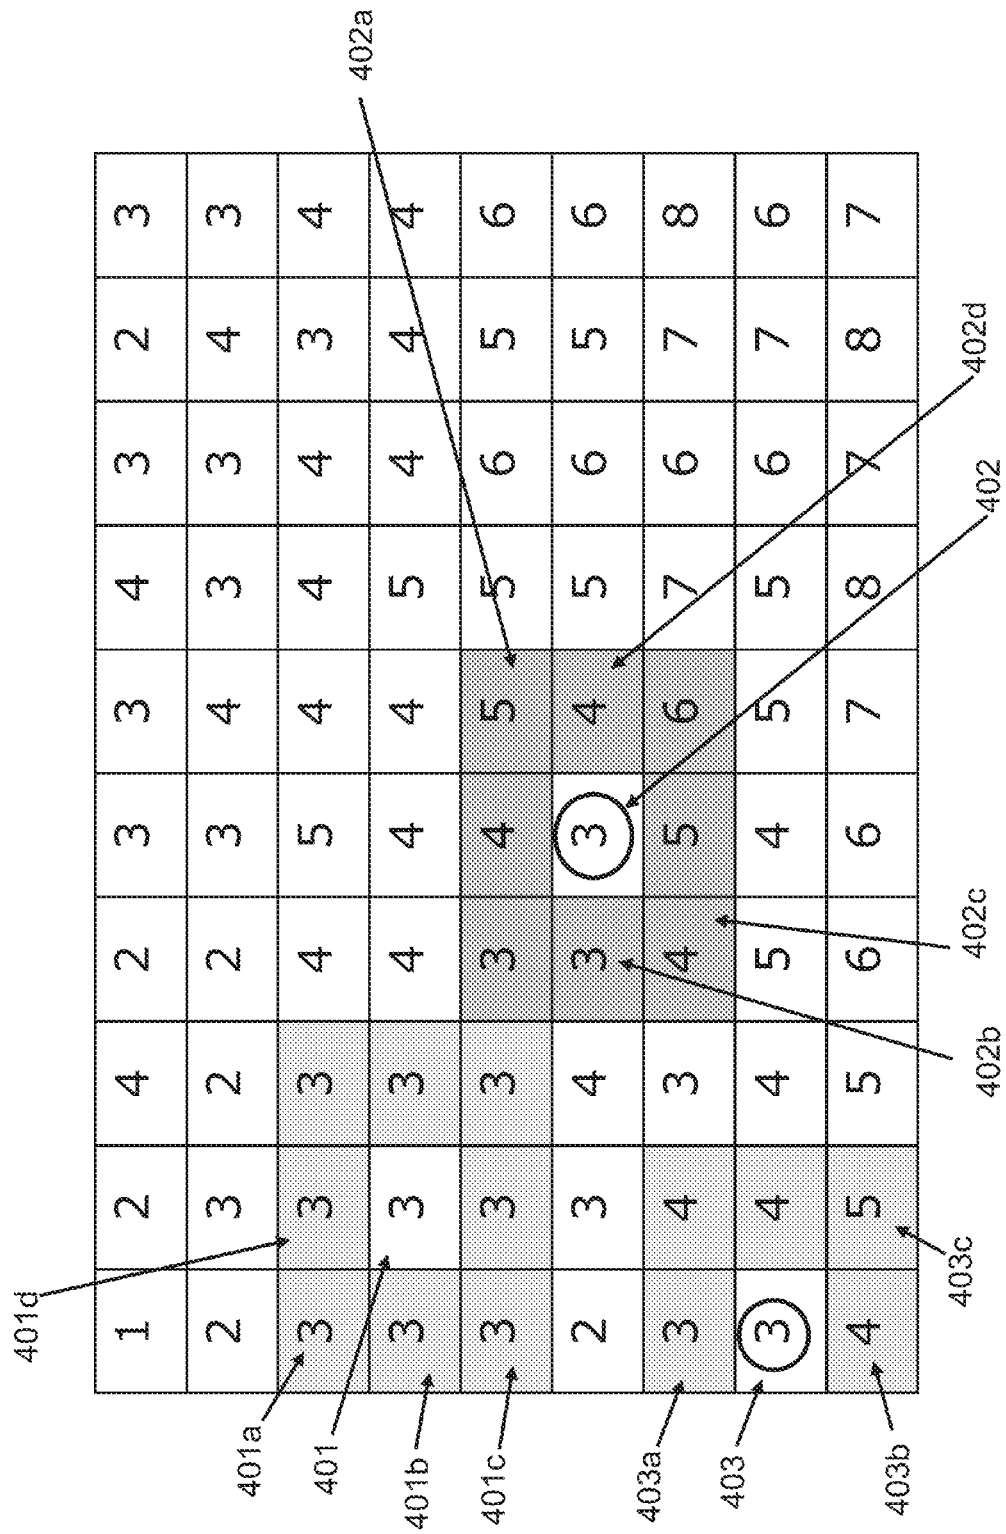 401d
1 2 4 2 3 3 4 3 2 3
2 3 2 2 3 4 3 3 4 3
401a
3 3 3 4 5 4 4 4 3 4
401
402a
3 3 3 4 4 4 5 4 4 4
401b
3 3 3 3 4 5 5 6 5 6
401c
2 3 4 3 3 4 5 6 5 6
3 4 3 4 5 6 7 6 7 8
403a
3 4 4 5 4 5 5 6 7 6
403
4 5 5 6 6 7 8 7 8 7
403b
403c 402b 402c 402 402d